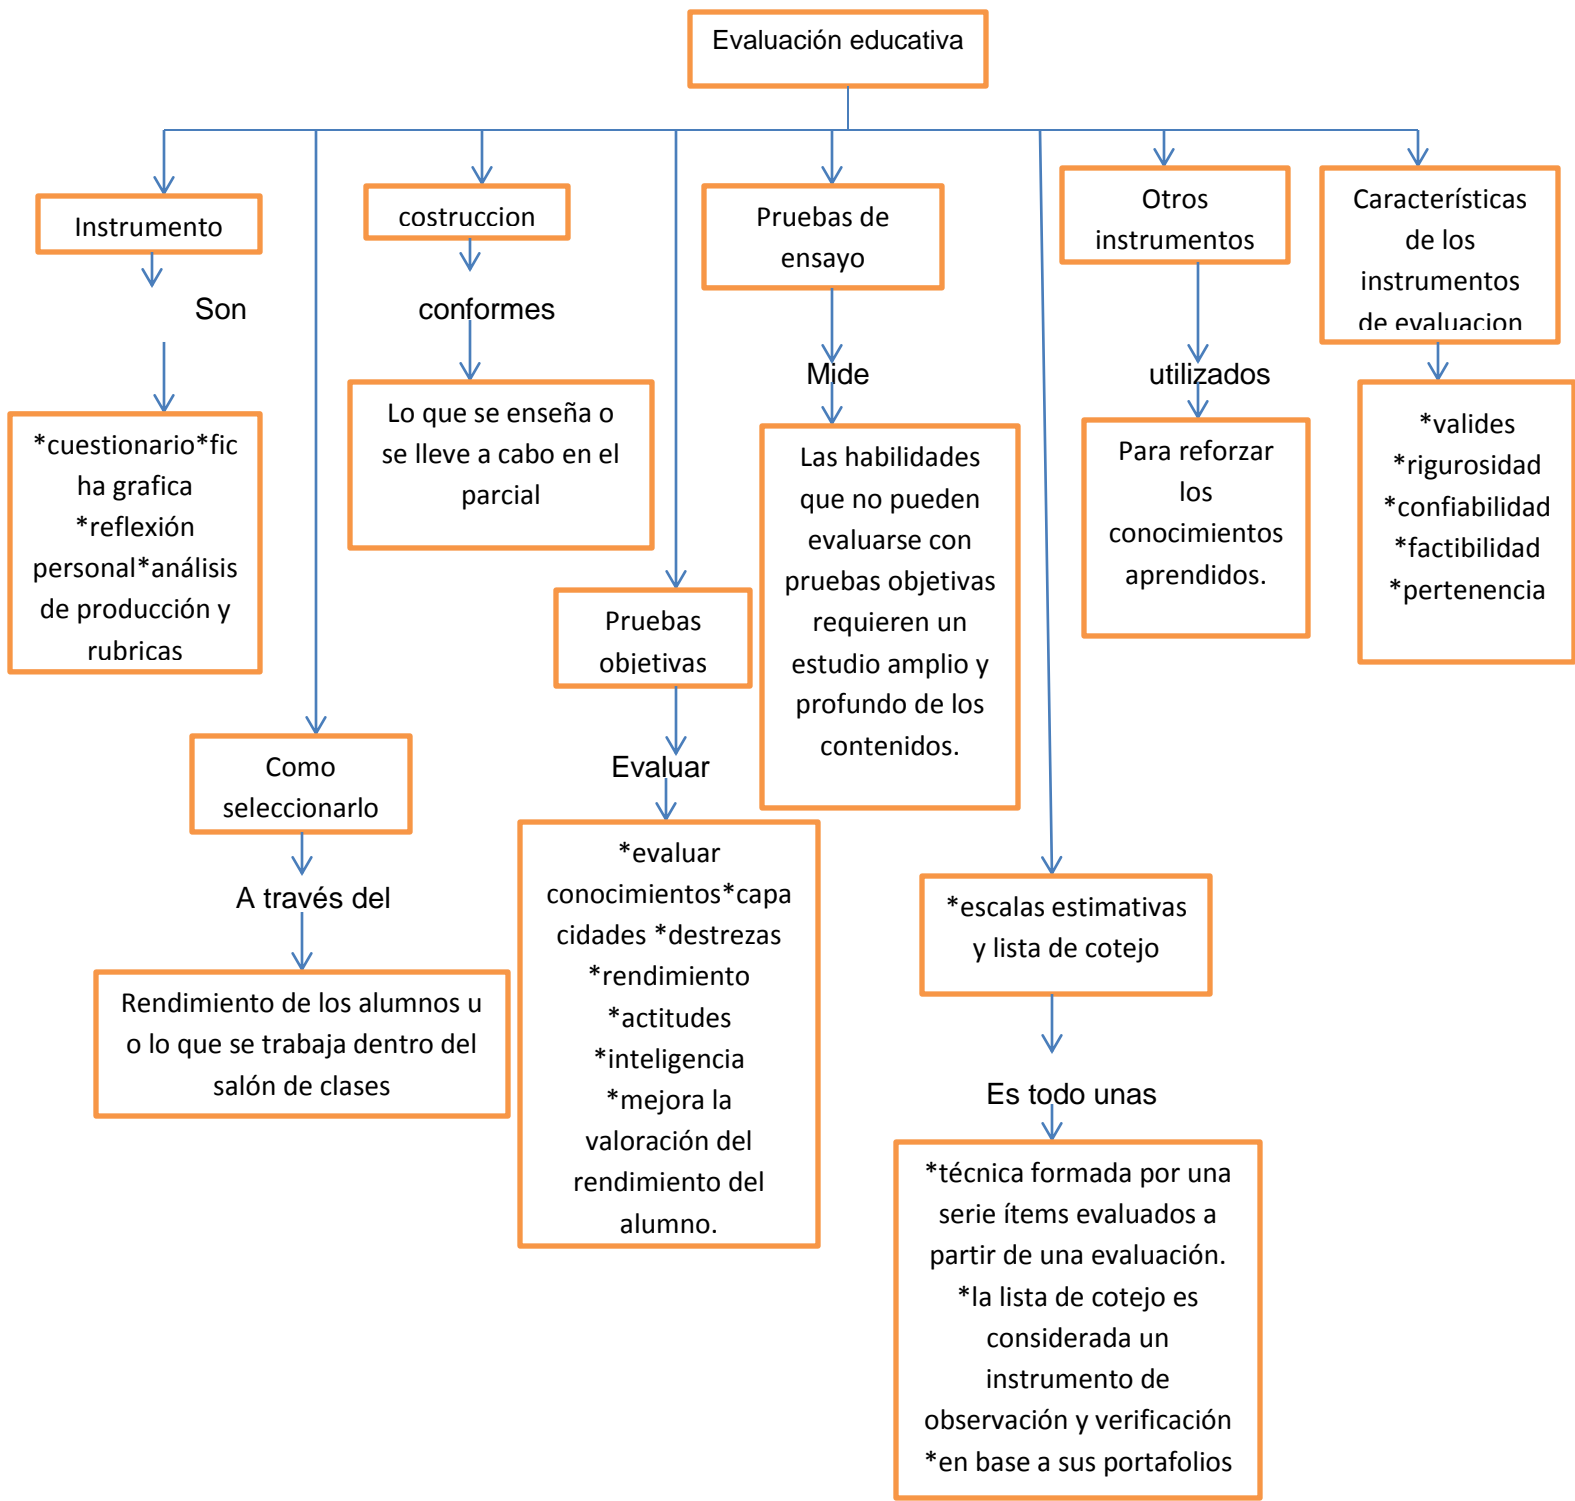 Evaluación educativa
Instrumento
Son
*cuestionario*fic
ha grafica
*reflexión
personal*análisis
de producción y
rubricas
Como
seleccionarlo
A través del
Rendimiento de los alumnos u
o lo que se trabaja dentro del
salón de clases
costruccion
conformes
Lo que se enseña o
se lleve a cabo en el
parcial
Pruebas
objetivas
Evaluar
*evaluar
conocimientos*capa
cidades *destrezas
*rendimiento
*actitudes
*inteligencia
*mejora la
valoración del
rendimiento del
alumno.
Pruebas de
ensayo
Mide
Las habilidades
que no pueden
evaluarse con
pruebas objetivas
requieren un
estudio amplio y
profundo de los
contenidos.
*escalas estimativas
y lista de cotejo
Es todo unas
*técnica formada por una
serie ítems evaluados a
partir de una evaluación.
*la lista de cotejo es
considerada un
instrumento de
observación y verificación
*en base a sus portafolios
Otros
instrumentos
utilizados
Para reforzar
los
conocimientos
aprendidos.
Característícas
de los
instrumentos
de evaluacion
*valides
*rigurosidad
*confiabilidad
*factibilidad
*pertenencia